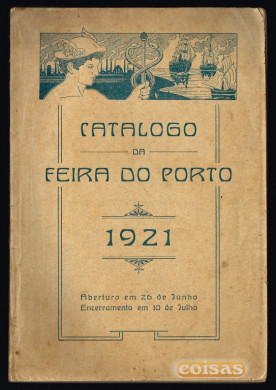 CATALOGO
DA
FEIRA DO PORTO
1921
Abertura em 26 de Junho
Encerramento em 10 de Julho
coisas